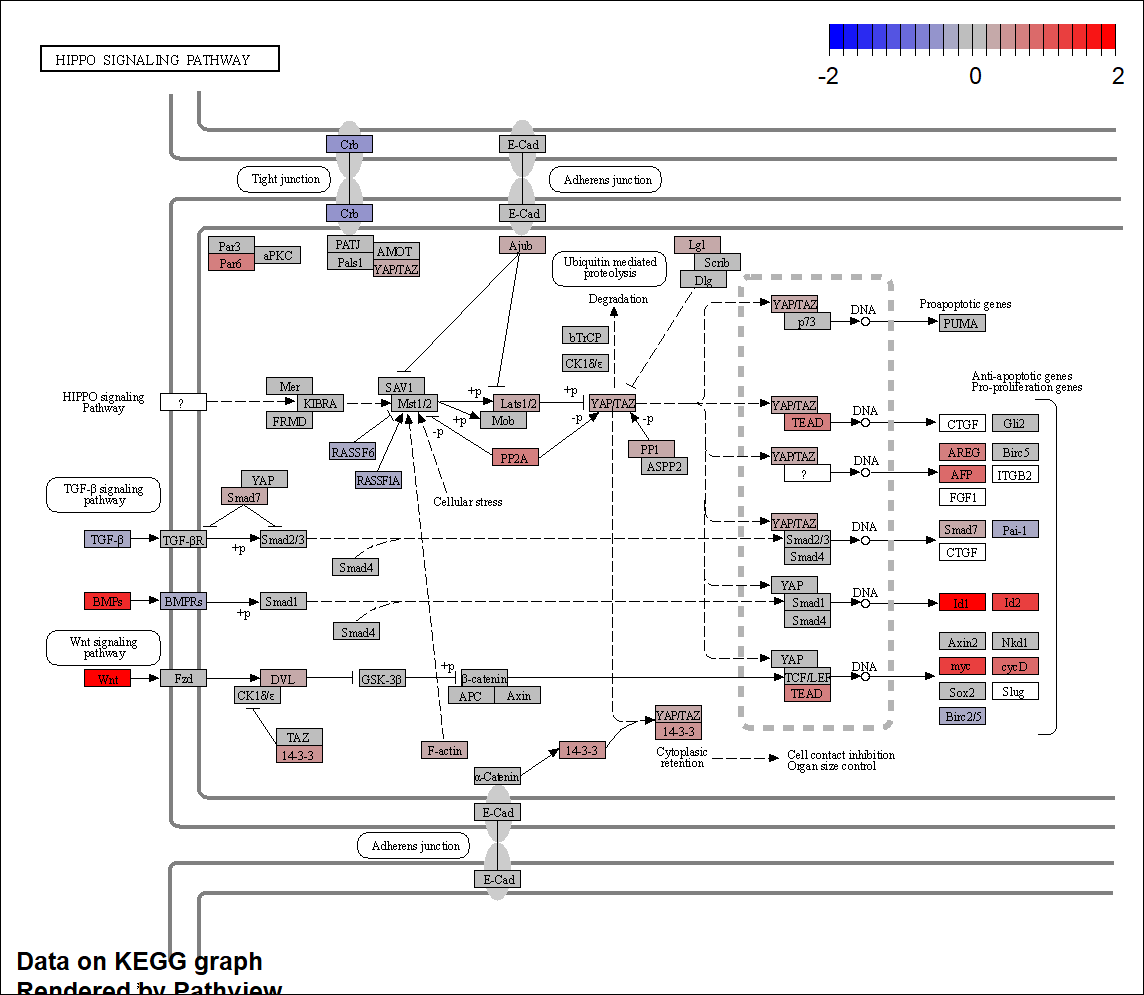 -2 0 2
HIPPO SIGNALING PATHWAY
Crb
E-Cad
Tight junction
Adherens junction
Crb
E-Cad
Par3
Par6
aPKC
PATJ
Pals1
AMOT
YAP/TAZ
Ajub
Ubiquitin mediated
proteolysis
Lgl
Scrib
Dlg
Degradation
bTrCP
CK1δ/ε
YAP/TAZ
p73
DNA
Proapoptotic genes
PUMA
HIPPO signaling
Pathway
?
Mer
KIBRA
FRMD
SAV1
Mst1/2
+p
+p
-p
Lats1/2
Mob
+p
-p
YAP/TAZ
-p
RASSF6
RASSF1A
PP2A
PP1
ASPP2
Cellular stress
YAP/TAZ
TEAD
DNA
Anti-apoptotic genes
Pro-proliferation genes
CTGF
Gli2
YAP/TAZ
?
DNA
AREG
Birc5
AFP
ITGB2
FGF1
TGF-β signaling
pathway
YAP
Smad7
TGF-β
TGF-βR
+p
Smad2/3
Smad4
YAP/TAZ
Smad2/3
Smad4
DNA
Smad7
Pai-1
CTGF
BMPs
BMPRs
+p
Smad1
Smad4
YAP
Smad1
Smad4
DNA
Id1
Id2
Wnt signaling
pathway
Wnt
Fzd
DVL
CK1δ/ε
GSK-3β
+p
β-catenin
APC
Axin
YAP
TCF/LEF
TEAD
DNA
Axin2
Nkd1
myc
cycD
Sox2
Slug
Birc2/5
TAZ
14-3-3
F-actin
14-3-3
YAP/TAZ
14-3-3
Cytoplasic
retention
Cell contact inhibition
Organ size control
α-Catenin
E-Cad
Adherens junction
E-Cad
Data on KEGG graph
Rendered by Pathview